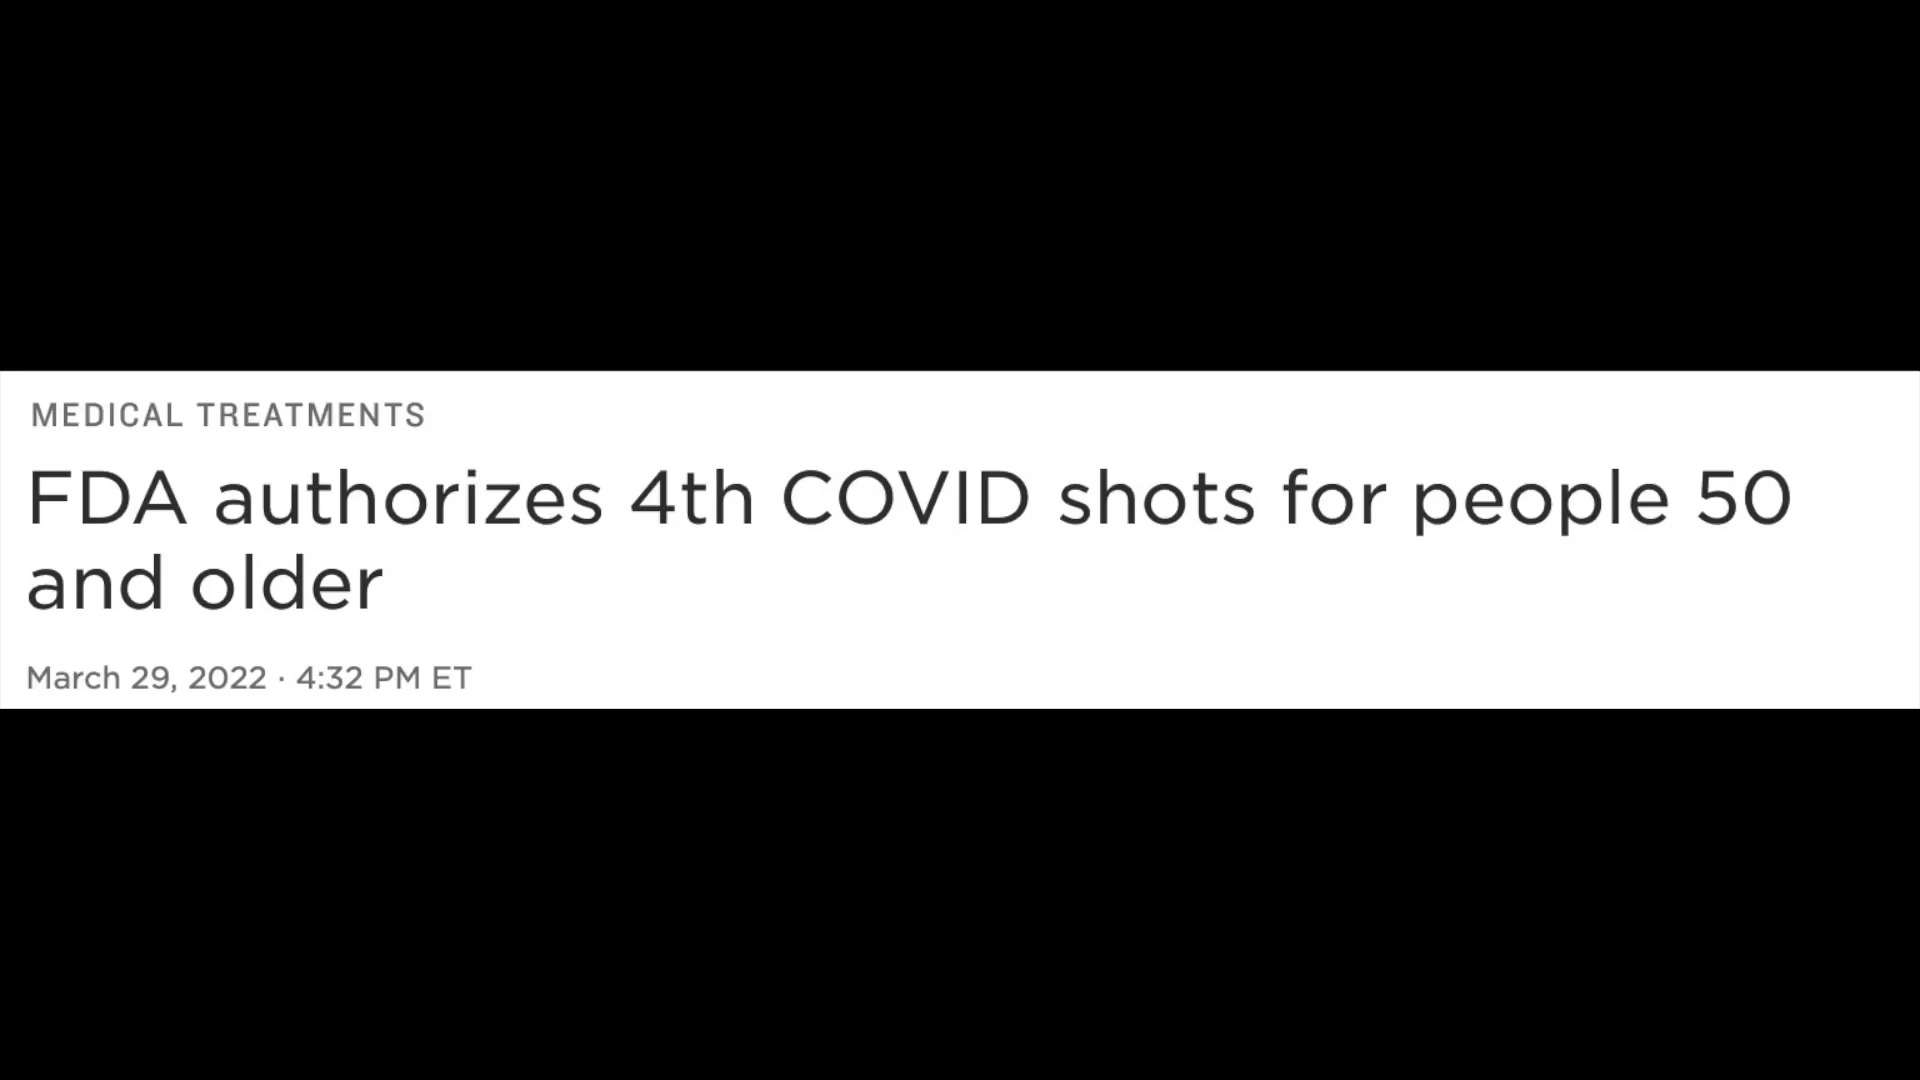 MEDICAL TREATMENTS
FDA authorizes 4th COVID shots for people 50
and older
March 29, 2022 · 4:32 PM ET